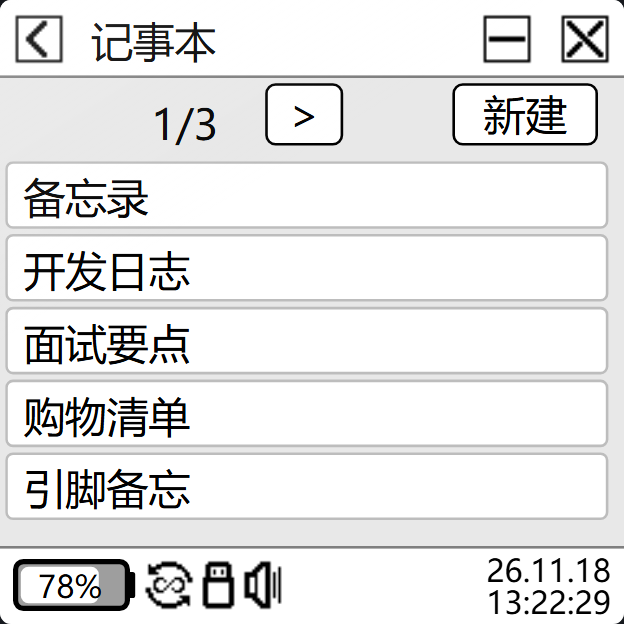 记事本
1/3 > 新建
备忘录
开发日志
面试要点
购物清单
引脚备忘
78%
26.11.18
13:22:29